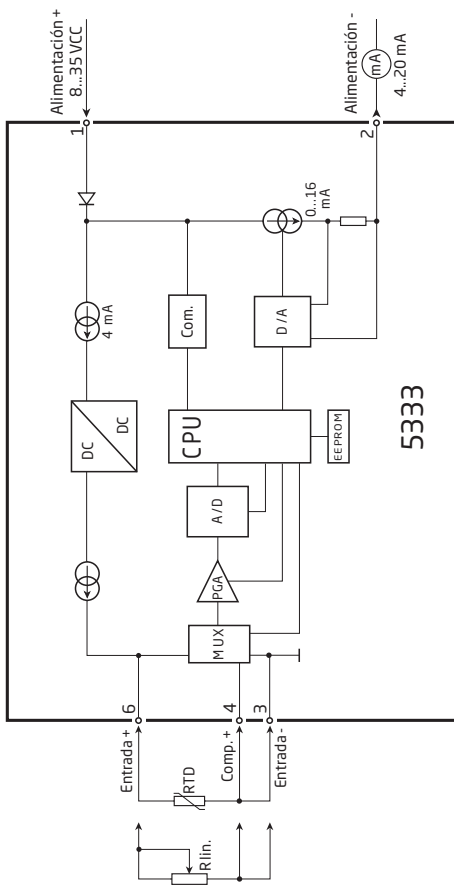 Alimentación +
8...35 VCC
1
Alimentación -
mA
4...20 mA
2
4 mA
0...16
mA
DC
DC
Com.
D/A
CPU
EEPROM
A/D
PGA
MUX
5333
6
4
3
Entrada +
Comp. +
Entrada -
RTD
R lin.